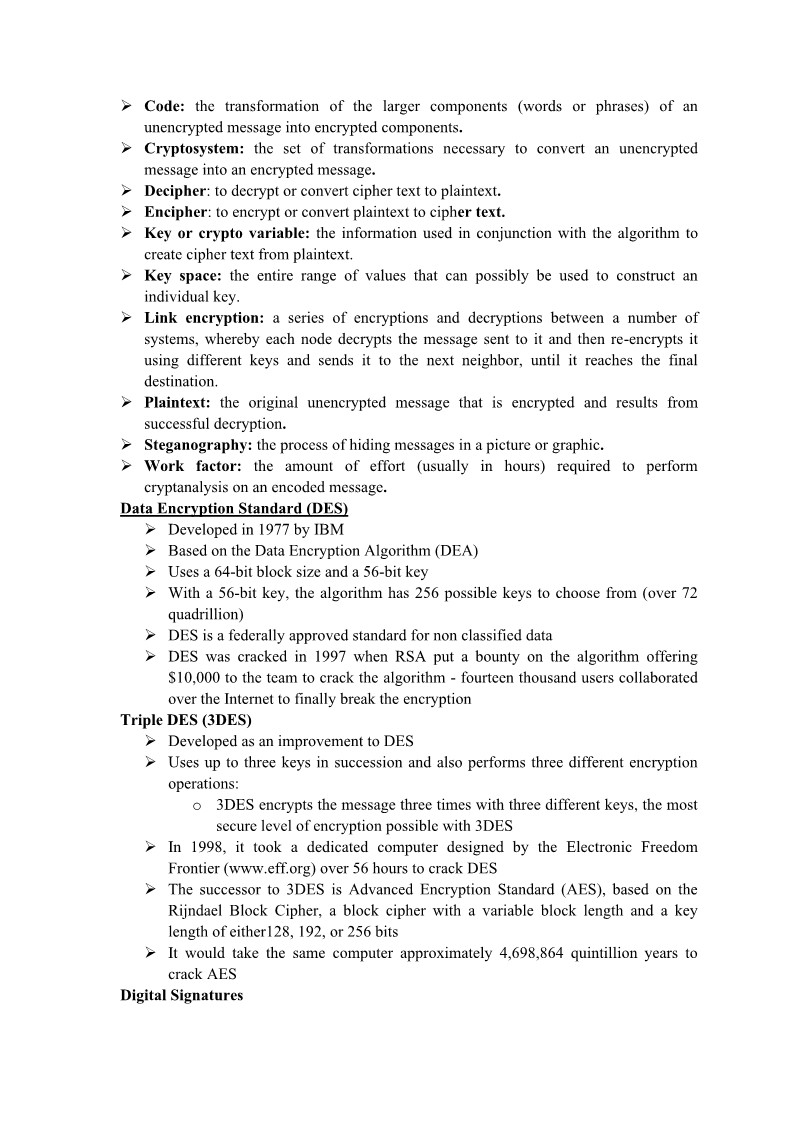 ➢ Code: the transformation of the larger components (words or phrases) of an
unencrypted message into encrypted components.
➢ Cryptosystem: the set of transformations necessary to convert an unencrypted
message into an encrypted message.
➢ Decipher: to decrypt or convert cipher text to plaintext.
➢ Encipher: to encrypt or convert plaintext to cipher text.
➢ Key or crypto variable: the information used in conjunction with the algorithm to
create cipher text from plaintext.
➢ Key space: the entire range of values that can possibly be used to construct an
individual key.
➢ Link encryption: a series of encryptions and decryptions between a number of
systems, whereby each node decrypts the message sent to it and then re-encrypts it
using different keys and sends it to the next neighbor, until it reaches the final
destination.
➢ Plaintext: the original unencrypted message that is encrypted and results from
successful decryption.
➢ Steganography: the process of hiding messages in a picture or graphic.
➢ Work factor: the amount of effort (usually in hours) required to perform
cryptanalysis on an encoded message.
Data Encryption Standard (DES)
➢ Developed in 1977 by IBM
➢ Based on the Data Encryption Algorithm (DEA)
➢ Uses a 64-bit block size and a 56-bit key
➢ With a 56-bit key, the algorithm has 256 possible keys to choose from (over 72
quadrillion)
➢ DES is a federally approved standard for non classified data
➢ DES was cracked in 1997 when RSA put a bounty on the algorithm offering
$10,000 to the team to crack the algorithm - fourteen thousand users collaborated
over the Internet to finally break the encryption
Triple DES (3DES)
➢ Developed as an improvement to DES
➢ Uses up to three keys in succession and also performs three different encryption
operations:
o 3DES encrypts the message three times with three different keys, the most
secure level of encryption possible with 3DES
➢ In 1998, it took a dedicated computer designed by the Electronic Freedom
Frontier (www.eff.org) over 56 hours to crack DES
➢ The successor to 3DES is Advanced Encryption Standard (AES), based on the
Rijndael Block Cipher, a block cipher with a variable block length and a key
length of either128, 192, or 256 bits
➢ It would take the same computer approximately 4,698,864 quintillion years to
crack AES
Digital Signatures